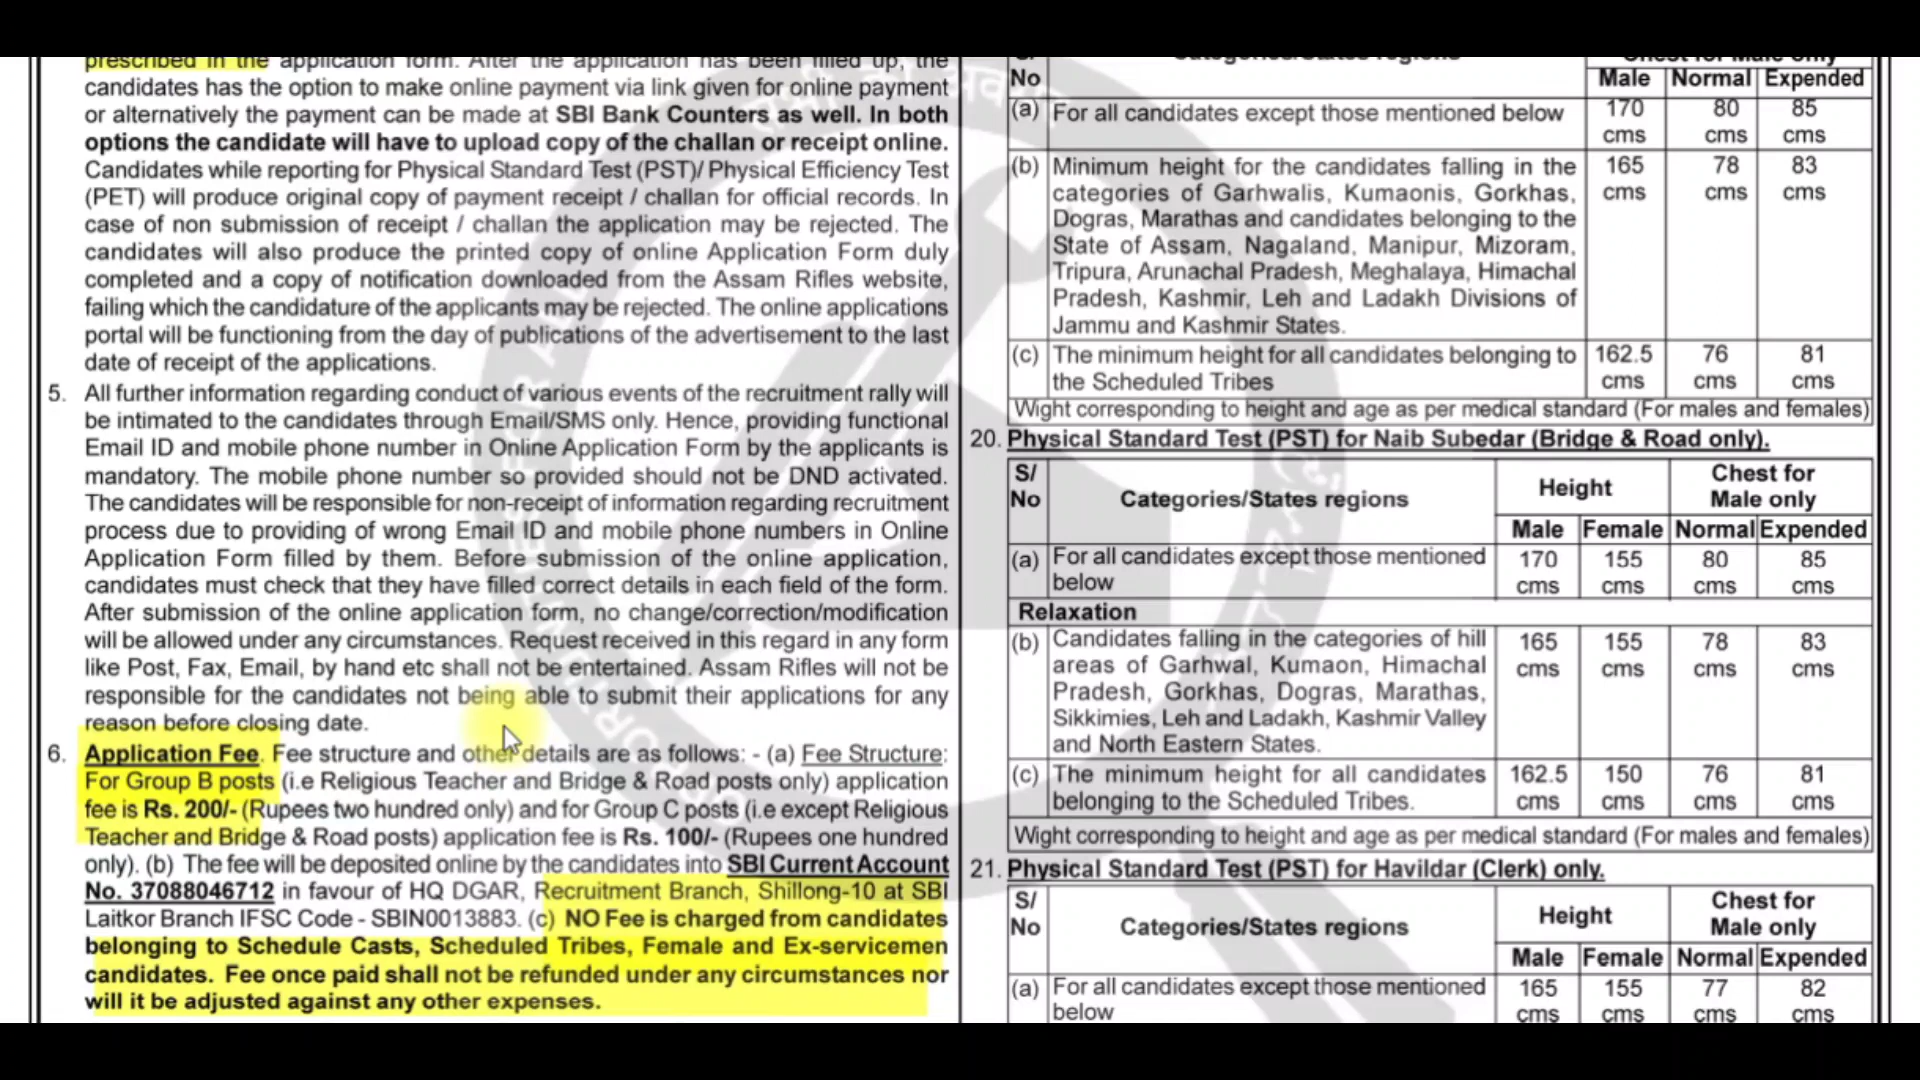 prescribed in the application form. After the application has been filled up, the
candidates has the option to make online payment via link given for online payment
or alternatively the payment can be made at SBI Bank Counters as well. In both
options the candidate will have to upload copy of the challan or receipt online.
Candidates while reporting for Physical Standard Test (PST)/ Physical Efficiency Test
(PET) will produce original copy of payment receipt / challan for official records. In
case of non submission of receipt / challan the application may be rejected. The
candidates will also produce the printed copy of online Application Form duly
completed and a copy of notification downloaded from the Assam Rifles website,
failing which the candidature of the applicants may be rejected. The online applications
portal will be functioning from the day of publications of the advertisement to the last
date of receipt of the applications.
5. All further information regarding conduct of various events of the recruitment rally will
be intimated to the candidates through Email/SMS only. Hence, providing functional
Email ID and mobile phone number in Online Application Form by the applicants is
mandatory. The mobile phone number so provided should not be DND activated.
The candidates will be responsible for non-receipt of information regarding recruitment
process due to providing of wrong Email ID and mobile phone numbers in Online
Application Form filled by them. Before submission of the online application,
candidates must check that they have filled correct details in each field of the form.
After submission of the online application form, no change/correction/modification
will be allowed under any circumstances. Request received in this regard in any form
like Post, Fax, Email, by hand etc shall not be entertained. Assam Rifles will not be
responsible for the candidates not being able to submit their applications for any
reason before closing date.
6. Application Fee. Fee structure and other details are as follows: - (a) Fee Structure:
For Group B posts (i.e Religious Teacher and Bridge & Road posts only) application
fee is Rs. 200/- (Rupees two hundred only) and for Group C posts (i.e except Religious
Teacher and Bridge & Road posts) application fee is Rs. 100/- (Rupees one hundred
only). (b) The fee will be deposited online by the candidates into SBI Current Account
No. 37088046712 in favour of HQ DGAR, Recruitment Branch, Shillong-10 at SBI
Laitkor Branch IFSC Code - SBIN0013883. (c) NO Fee is charged from candidates
belonging to Schedule Casts, Scheduled Tribes, Female and Ex-servicemen
candidates. Fee once paid shall not be refunded under any circumstances nor
will it be adjusted against any other expenses.
No Categories/States regions Chest for Male only
Male Normal Expended
(a) For all candidates except those mentioned below 170 80 85
cms cms cms
(b) Minimum height for the candidates falling in the 165 78 83
categories of Garhwalis, Kumaonis, Gorkhas, cms cms cms
Dogras, Marathas and candidates belonging to the
State of Assam, Nagaland, Manipur, Mizoram,
Tripura, Arunachal Pradesh, Meghalaya, Himachal
Pradesh, Kashmir, Leh and Ladakh Divisions of
Jammu and Kashmir States.
(c) The minimum height for all candidates belonging to 162.5 76 81
the Scheduled Tribes cms cms cms
Wight corresponding to height and age as per medical standard (For males and females)
20. Physical Standard Test (PST) for Naib Subedar (Bridge & Road only).
S/ Height Chest for
No Categories/States regions Male only
Male Female Normal Expended
(a) For all candidates except those mentioned 170 155 80 85
below cms cms cms cms
Relaxation
(b) Candidates falling in the categories of hill 165 155 78 83
areas of Garhwal, Kumaon, Himachal cms cms cms cms
Pradesh, Gorkhas, Dogras, Marathas,
Sikkimies, Leh and Ladakh, Kashmir Valley
and North Eastern States.
(c) The minimum height for all candidates 162.5 150 76 81
belonging to the Scheduled Tribes. cms cms cms cms
Wight corresponding to height and age as per medical standard (For males and females)
21. Physical Standard Test (PST) for Havildar (Clerk) only.
S/ Height Chest for
No Categories/States regions Male only
Male Female Normal Expended
(a) For all candidates except those mentioned 165 155 77 82
below cms cms cms cms